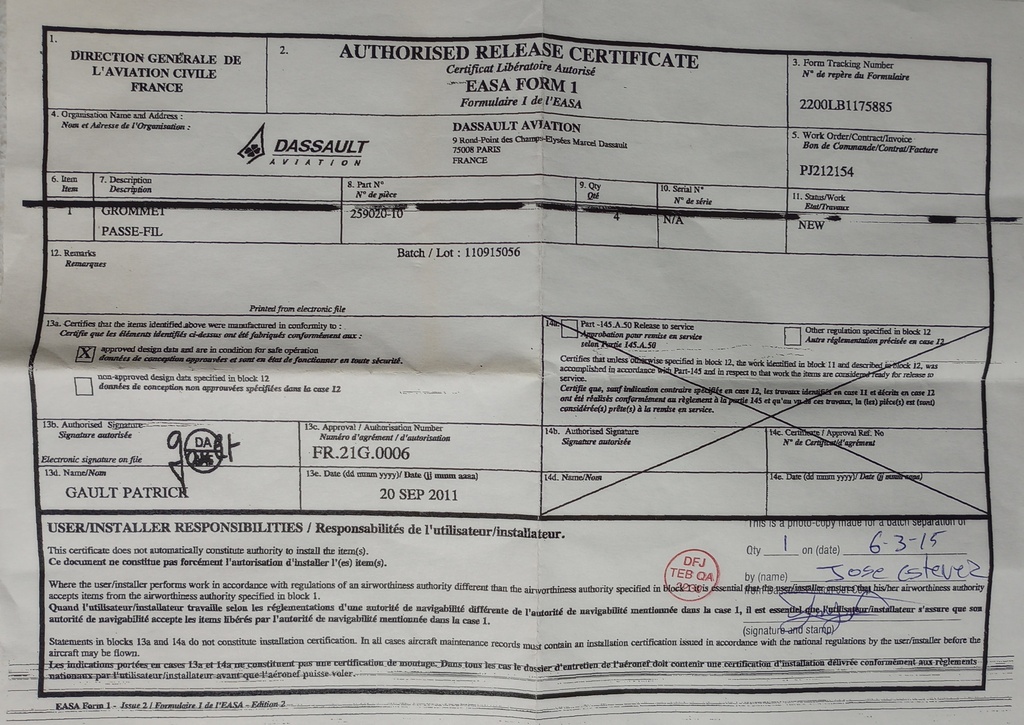 1.
DIRECTION GENÉRALE DE
L'AVIATION CIVILE
FRANCE
2.
AUTHORISED RELEASE CERTIFICATE
Certificat Libératoire Autorisé
EASA FORM 1
Formulaire 1 de l'EASA
3. Form Tracking Number
N° de repère du Formulaire
2200LB1175885
4. Organisation Name and Address :
Nom et Adresse de l'Organisation :
DASSAULT
AVIATION
DASSAULT AVIATION
9 Rond-Point des Champs-Elysées Marcel Dassault
75008 PARIS
FRANCE
5. Work Order/Contract/Invoice
Bon de Commande/Contrat/Facture
PJ212154
6. Item
Item
7. Description
Description
8. Part N°
N° de pièce
9. Qty
Qté
10. Serial N°
N° de série
11. Status/Work
Etat/Travaux
1
GROMMET
PASSE-FIL
259020-10
4
N/A
NEW
12. Remarks
Remarques
Batch / Lot : 110915056
Printed from electronic file
13a. Certifies that the items identified above were manufactured in conformity to :
Certifie que les éléments identifiés ci-dessus ont été fabriqués conformément aux :
X approved design data and are in condition for safe operation
données de conception approuvées et sont en état de fonctionner en toute sécurité.
non-approved design data specified in block 12
données de conception non approuvées spécifiées dans la case 12
14a.
Part -145.A.50 Release to service
Approbation pour remise en service
selon Partie 145.A.50
Other regulation specified in block 12
Autre réglementation précisée en case 12
Certifies that unless otherwise specified in block 12, the work identified in block 11 and described in block 12, was
accomplished in accordance with Part-145 and in respect to that work the items are considered ready for release to
service.
Certifie que, sauf indication contraire spécifiée en case 12, les travaux identifiés en case 11 et décrits en case 12
ont été réalisés conformément au règlement à la partie 145 et qu'au vu de ces travaux, la (les) pièce(s) est (sont)
considérée(s) prête(s) à la remise en service.
13b. Authorised Signature
Signature autorisée
Electronic signature on file
DA
13c. Approval / Authorisation Number
Numéro d'agrément / d'autorisation
FR.21G.0006
14b. Authorised Signature
Signature autorisée
14c. Certificate / Approval Ref. No
N° de Certificat/d'agrément
13d. Name/Nom
GAULT PATRICK
13e. Date (dd mmm yyyy)/ Date (jj mmm aaaa)
20 SEP 2011
14d. Name/Nom
14e. Date (dd mmm yyyy)/ Date (jj mmm aaaa)
USER/INSTALLER RESPONSIBILITIES / Responsabilités de l'utilisateur/installateur.
This is a photo-copy made for a batch separation of
Qty 1 on (date) 6-3-15
This certificate does not automatically constitute authority to install the item(s).
Ce document ne constitue pas forcément l'autorisation d'installer l'(es) item(s).
DFJ
TEB QA
by (name) Jose Estevez
Where the user/installer performs work in accordance with regulations of an airworthiness authority different than the airworthiness authority specified in block 1, it is essential that the user/installer ensures that his/her airworthiness authority
accepts items from the airworthiness authority specified in block 1.
Quand l'utilisateur/installateur travaille selon les réglementations d'une autorité de navigabilité différente de l'autorité de navigabilité mentionnée dans la case 1, il est essentiel que l'utilisateur/installateur s'assure que son
autorité de navigabilité accepte les items libérés par l'autorité de navigabilité mentionnée dans la case 1.
(signature and stamp)
Statements in blocks 13a and 14a do not constitute installation certification. In all cases aircraft maintenance records must contain an installation certification issued in accordance with the national regulations by the user/installer before the
aircraft may be flown.
Les indications portées en cases 13a et 14a ne constituent pas une certification de montage. Dans tous les cas le dossier d'entretien de l'aéronef doit contenir une certification d'installation délivrée conformément aux règlements
nationaux par l'utilisateur/installateur avant que l'aéronef puisse voler.
EASA Form 1 - Issue 2 / Formulaire 1 de l'EASA - Edition 2